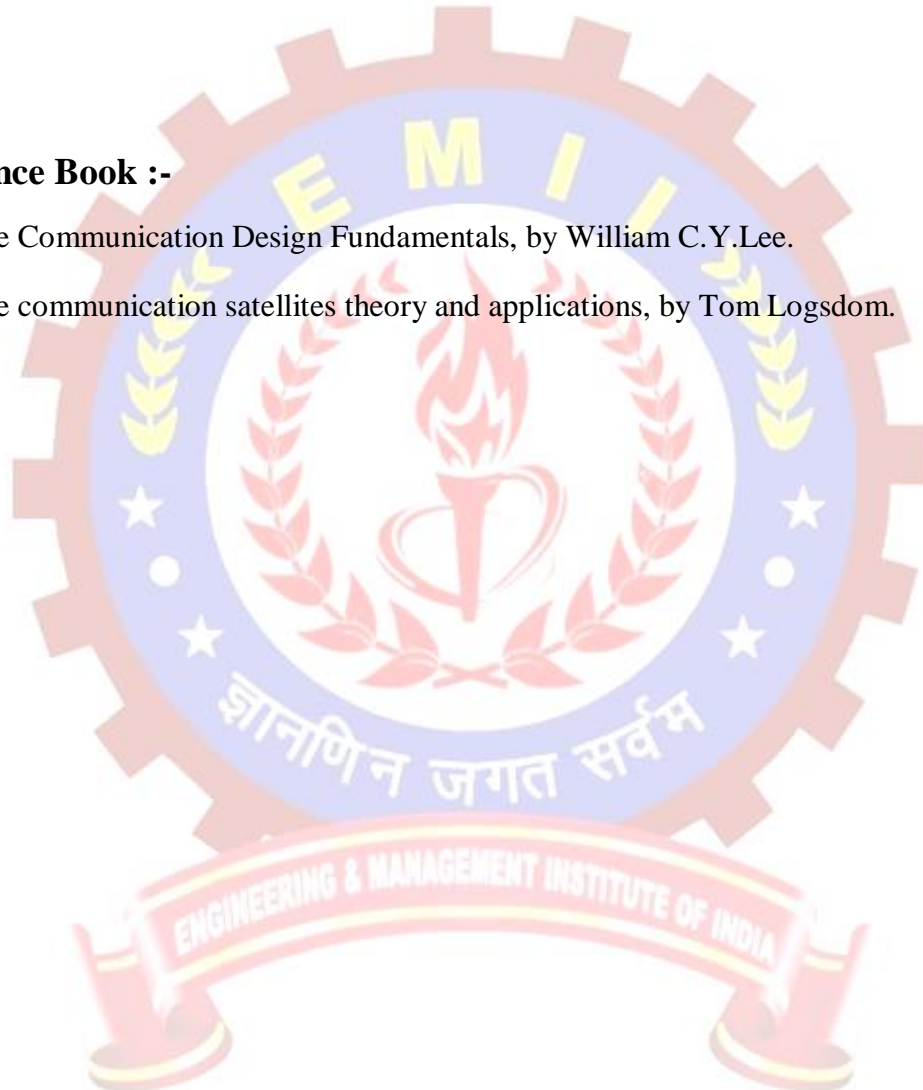 nce Book :-
e Communication Design Fundamentals, by William C.Y.Lee.
e communication satellites theory and applications, by Tom Logsdom.
E M I I
ज्ञानणिन जगत सर्वम
ENGINEERING & MANAGEMENT INSTITUTE OF INDIA